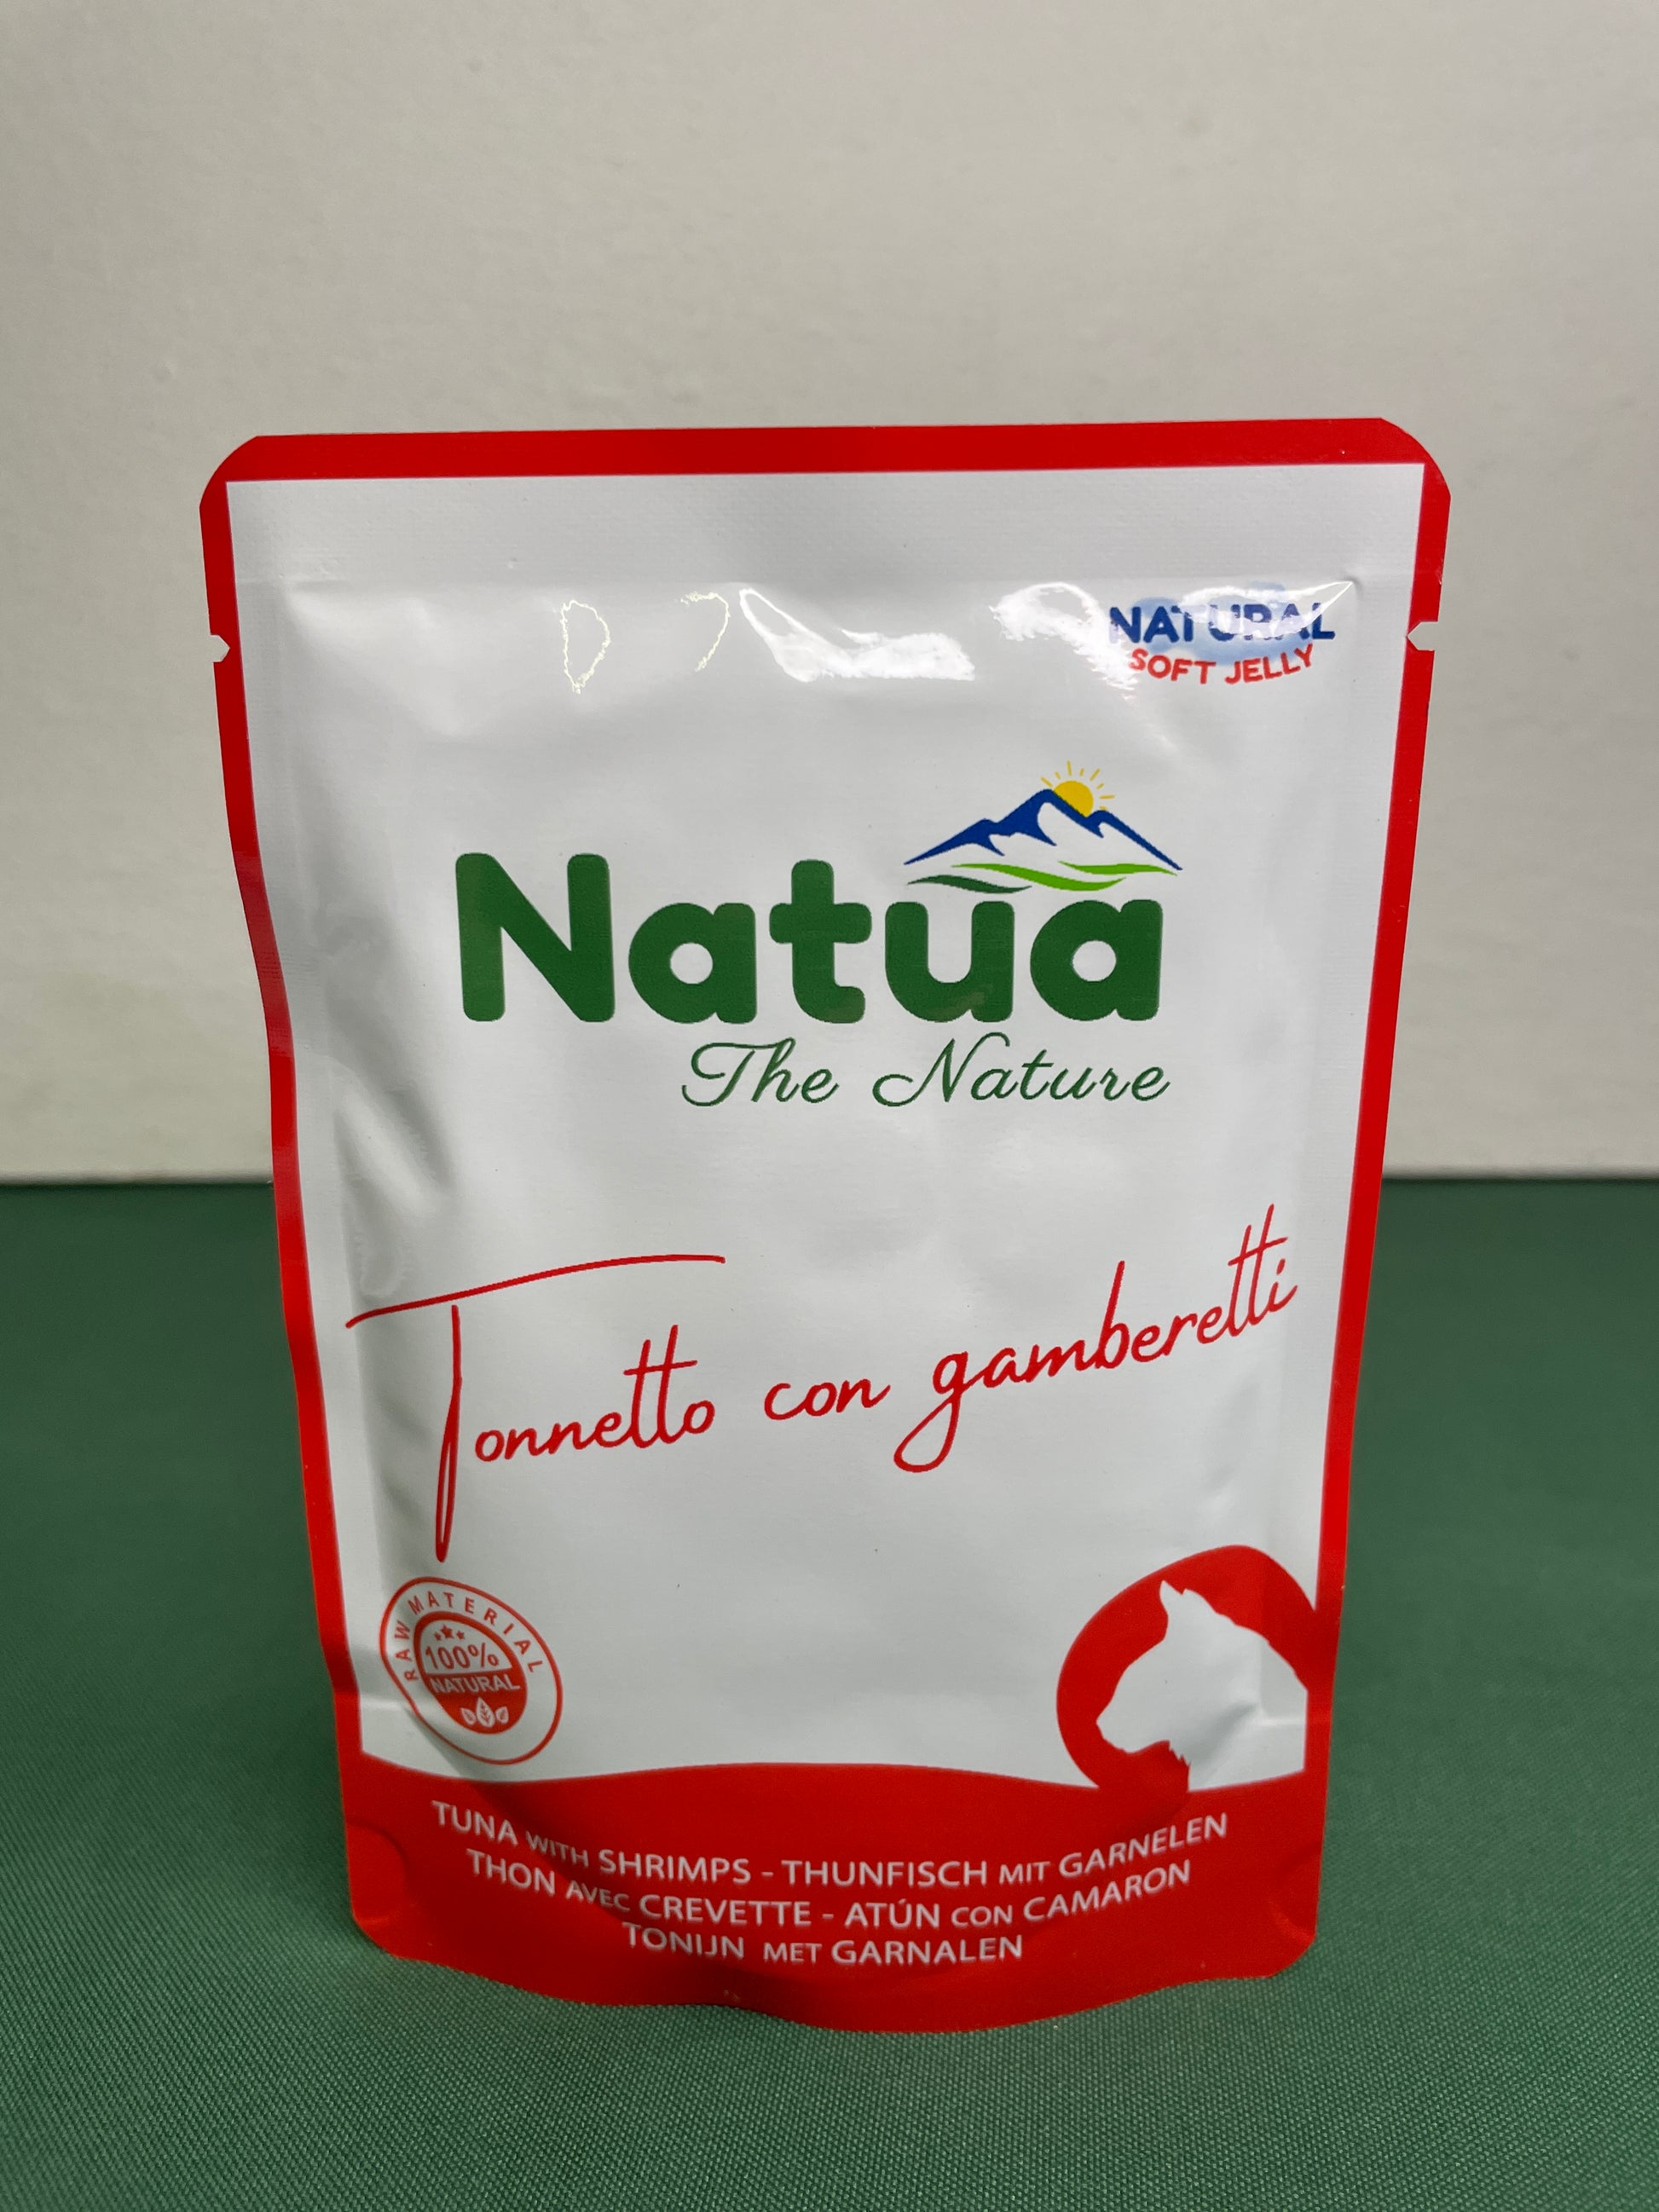 NATURAL
SOFT JELLY
Natua
The Nature
Tonnetto con gamberetti
RAW MATERIAL
100%
NATURAL
TUNA WITH SHRIMPS - THUNFISCH MIT GARNELEN
THON AVEC CREVETTE - ATÚN CON CAMARON
TONIJN MET GARNALEN